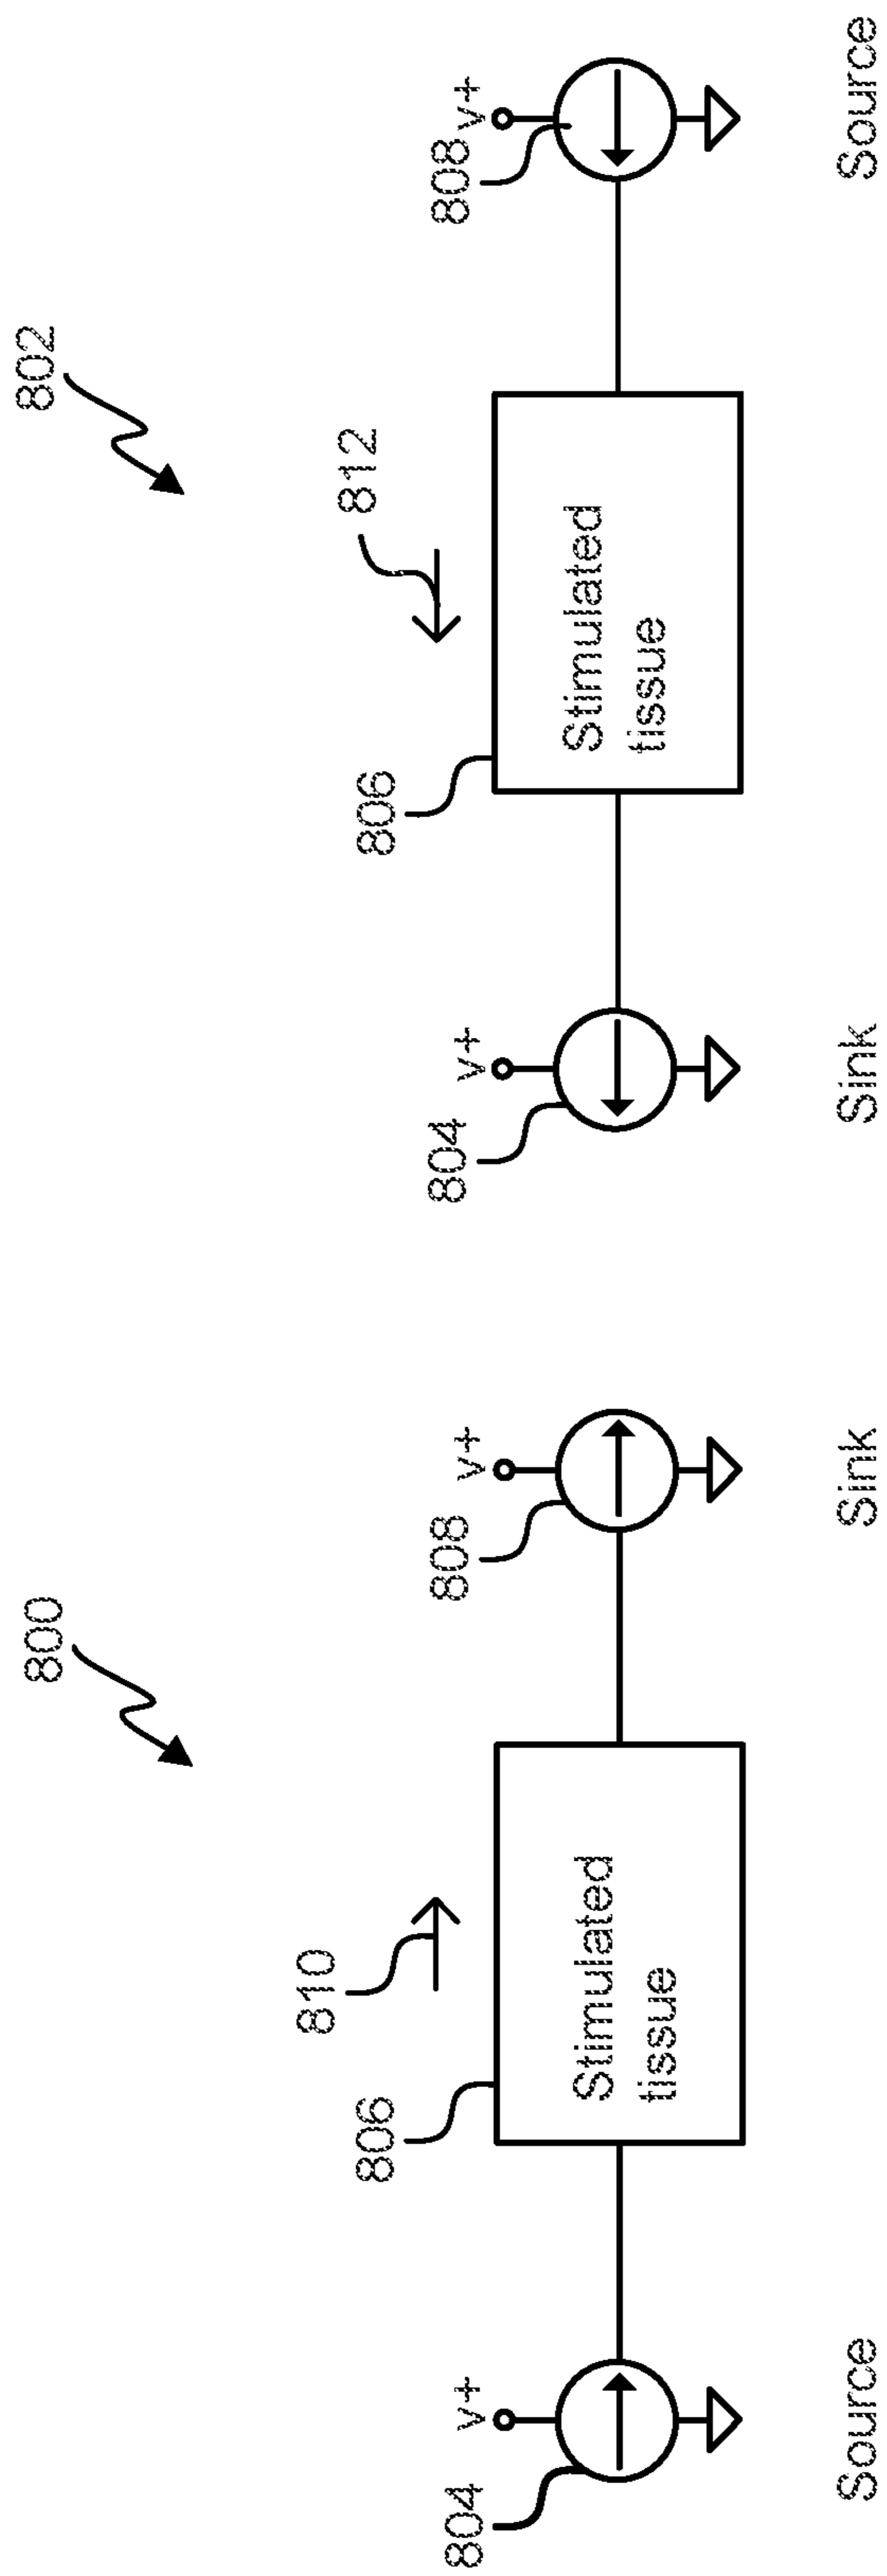 800
802
804
V+
806
810
Stimulated
tissue
808
V+
804
V+
806
812
Stimulated
tissue
808
V+
Source
Sink
Sink
Source